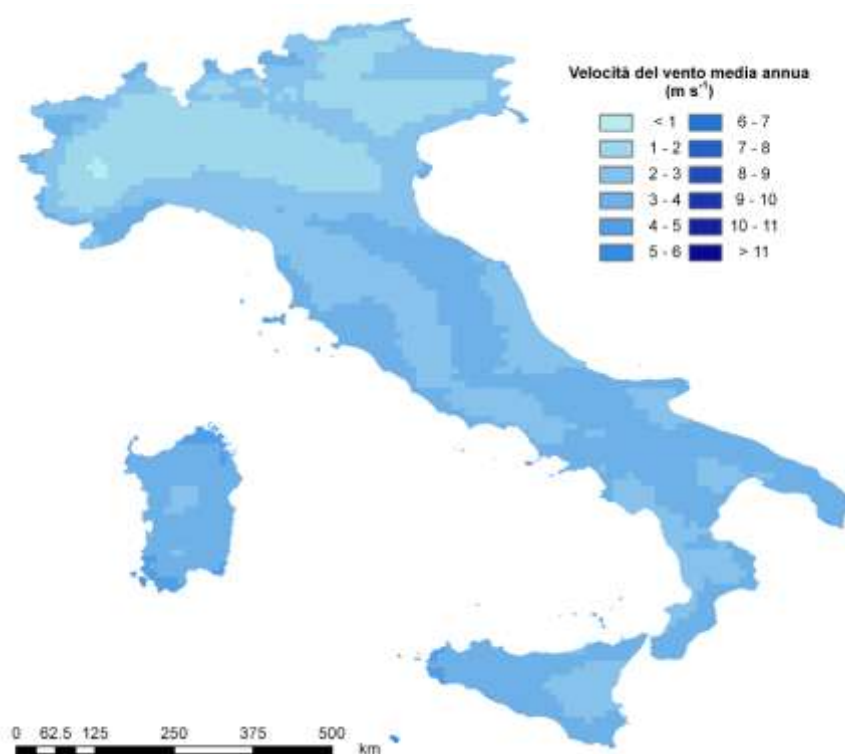 Velocità del vento media annua
(m s⁻¹)
< 1 6 - 7
1 - 2 7 - 8
2 - 3 8 - 9
3 - 4 9 - 10
4 - 5 10 - 11
5 - 6 > 11
0 62.5 125 250 375 500
km